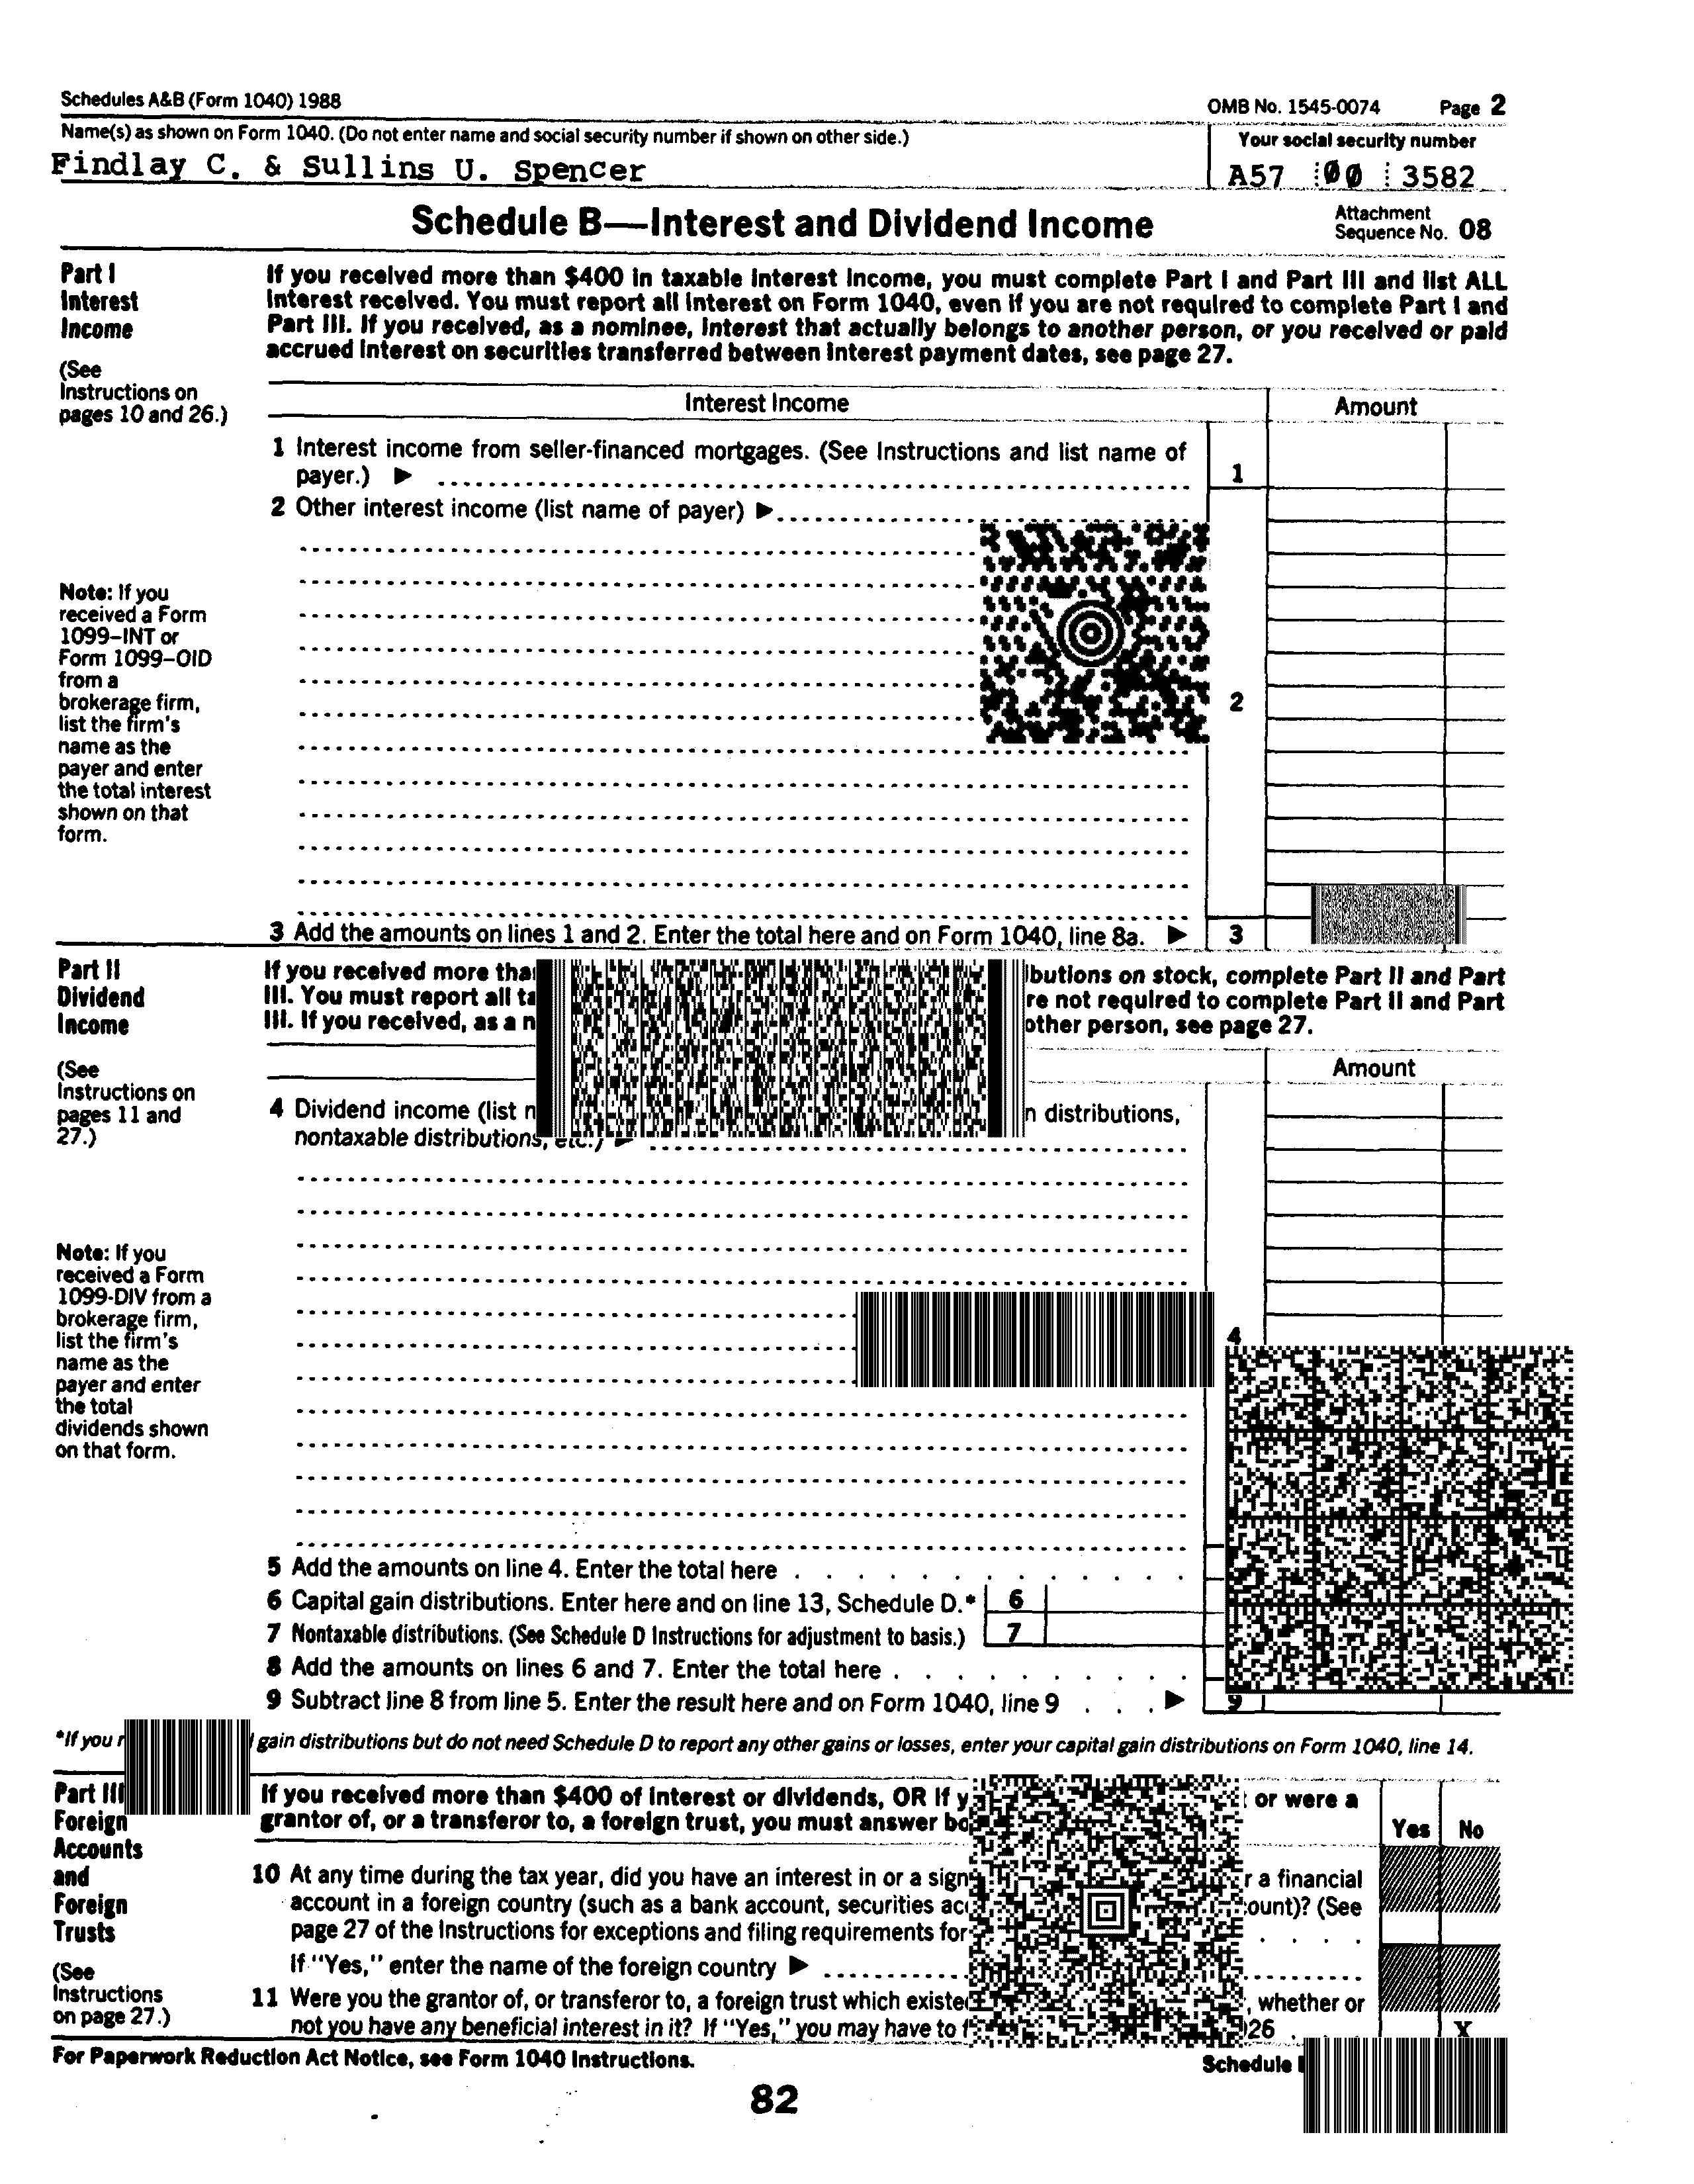 Schedules A&B (Form 1040) 1988
OMB No. 1545-0074 Page 2
Name(s) as shown on Form 1040. (Do not enter name and social security number if shown on other side.)
Your social security number
Findlay C. & Sullins U. Spencer
A57 00 3582
Schedule B—Interest and Dividend Income
Attachment
Sequence No. 08
Part I
Interest
Income
(See
Instructions on
pages 10 and 26.)
If you received more than $400 in taxable interest income, you must complete Part I and Part III and list ALL
interest received. You must report all interest on Form 1040, even if you are not required to complete Part I and
Part III. If you received, as a nominee, interest that actually belongs to another person, or you received or paid
accrued interest on securities transferred between interest payment dates, see page 27.
Interest Income
Amount
1 Interest income from seller-financed mortgages. (See Instructions and list name of
payer.) ▶
1
2 Other interest income (list name of payer) ▶
Note: If you
received a Form
1099–INT or
Form 1099–OID
from a
brokerage firm,
list the firm's
name as the
payer and enter
the total interest
shown on that
form.
2
3 Add the amounts on lines 1 and 2. Enter the total here and on Form 1040, line 8a. ▶ 3
Part II
Dividend
Income
(See
Instructions on
pages 11 and
27.)
If you received more butions on stock, complete Part II and Part
III. You must report all re not required to complete Part II and Part
III. If you received, as a other person, see page 27.
Amount
4 Dividend income (list n distributions,
nontaxable distributions, etc.) ▶
Note: If you
received a Form
1099-DIV from a
brokerage firm,
list the firm's
name as the
payer and enter
the total
dividends shown
on that form.
4
5 Add the amounts on line 4. Enter the total here
6 Capital gain distributions. Enter here and on line 13, Schedule D.* 6
7 Nontaxable distributions. (See Schedule D Instructions for adjustment to basis.) 7
8 Add the amounts on lines 6 and 7. Enter the total here
9 Subtract line 8 from line 5. Enter the result here and on Form 1040, line 9 ▶ 9
*If you gain distributions but do not need Schedule D to report any other gains or losses, enter your capital gain distributions on Form 1040, line 14.
Part III
Foreign
Accounts
and
Foreign
Trusts
(See
Instructions
on page 27.)
If you received more than $400 of interest or dividends, OR if or were a
grantor of, or a transferor to, a foreign trust, you must answer
Yes No
10 At any time during the tax year, did you have an interest in or a r a financial
account in a foreign country (such as a bank account, securities ount)? (See
page 27 of the Instructions for exceptions and filing requirements for
If "Yes," enter the name of the foreign country ▶
11 Were you the grantor of, or transferor to, a foreign trust which , whether or
not you have any beneficial interest in it? If "Yes," you may have to 26 .
X
For Paperwork Reduction Act Notice, see Form 1040 Instructions.
Schedule
82